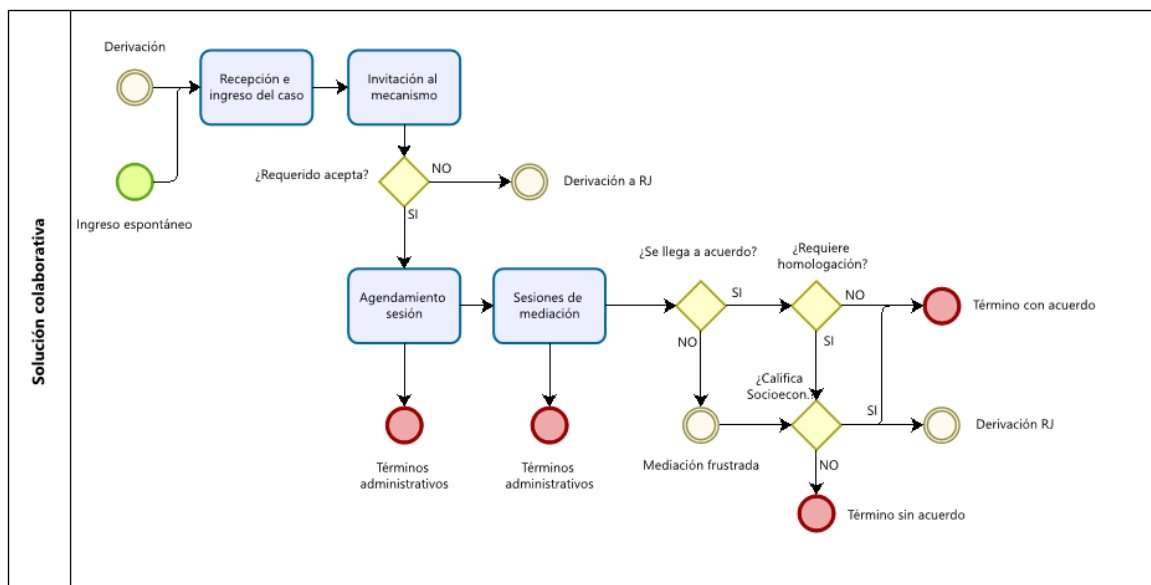 Solución colaborativa
Derivación
Recepción e
ingreso del caso
Invitación al
mecanismo
Ingreso espontáneo
¿Requerido acepta?
NO
Derivación a RJ
SI
Agendamiento
sesión
Sesiones de
mediación
¿Se llega a acuerdo?
¿Requiere
homologación?
SI
NO
Término con acuerdo
NO
SI
¿Califica
Socioecon.?
SI
Derivación RJ
Mediación frustrada
NO
Términos
administrativos
Términos
administrativos
Término sin acuerdo